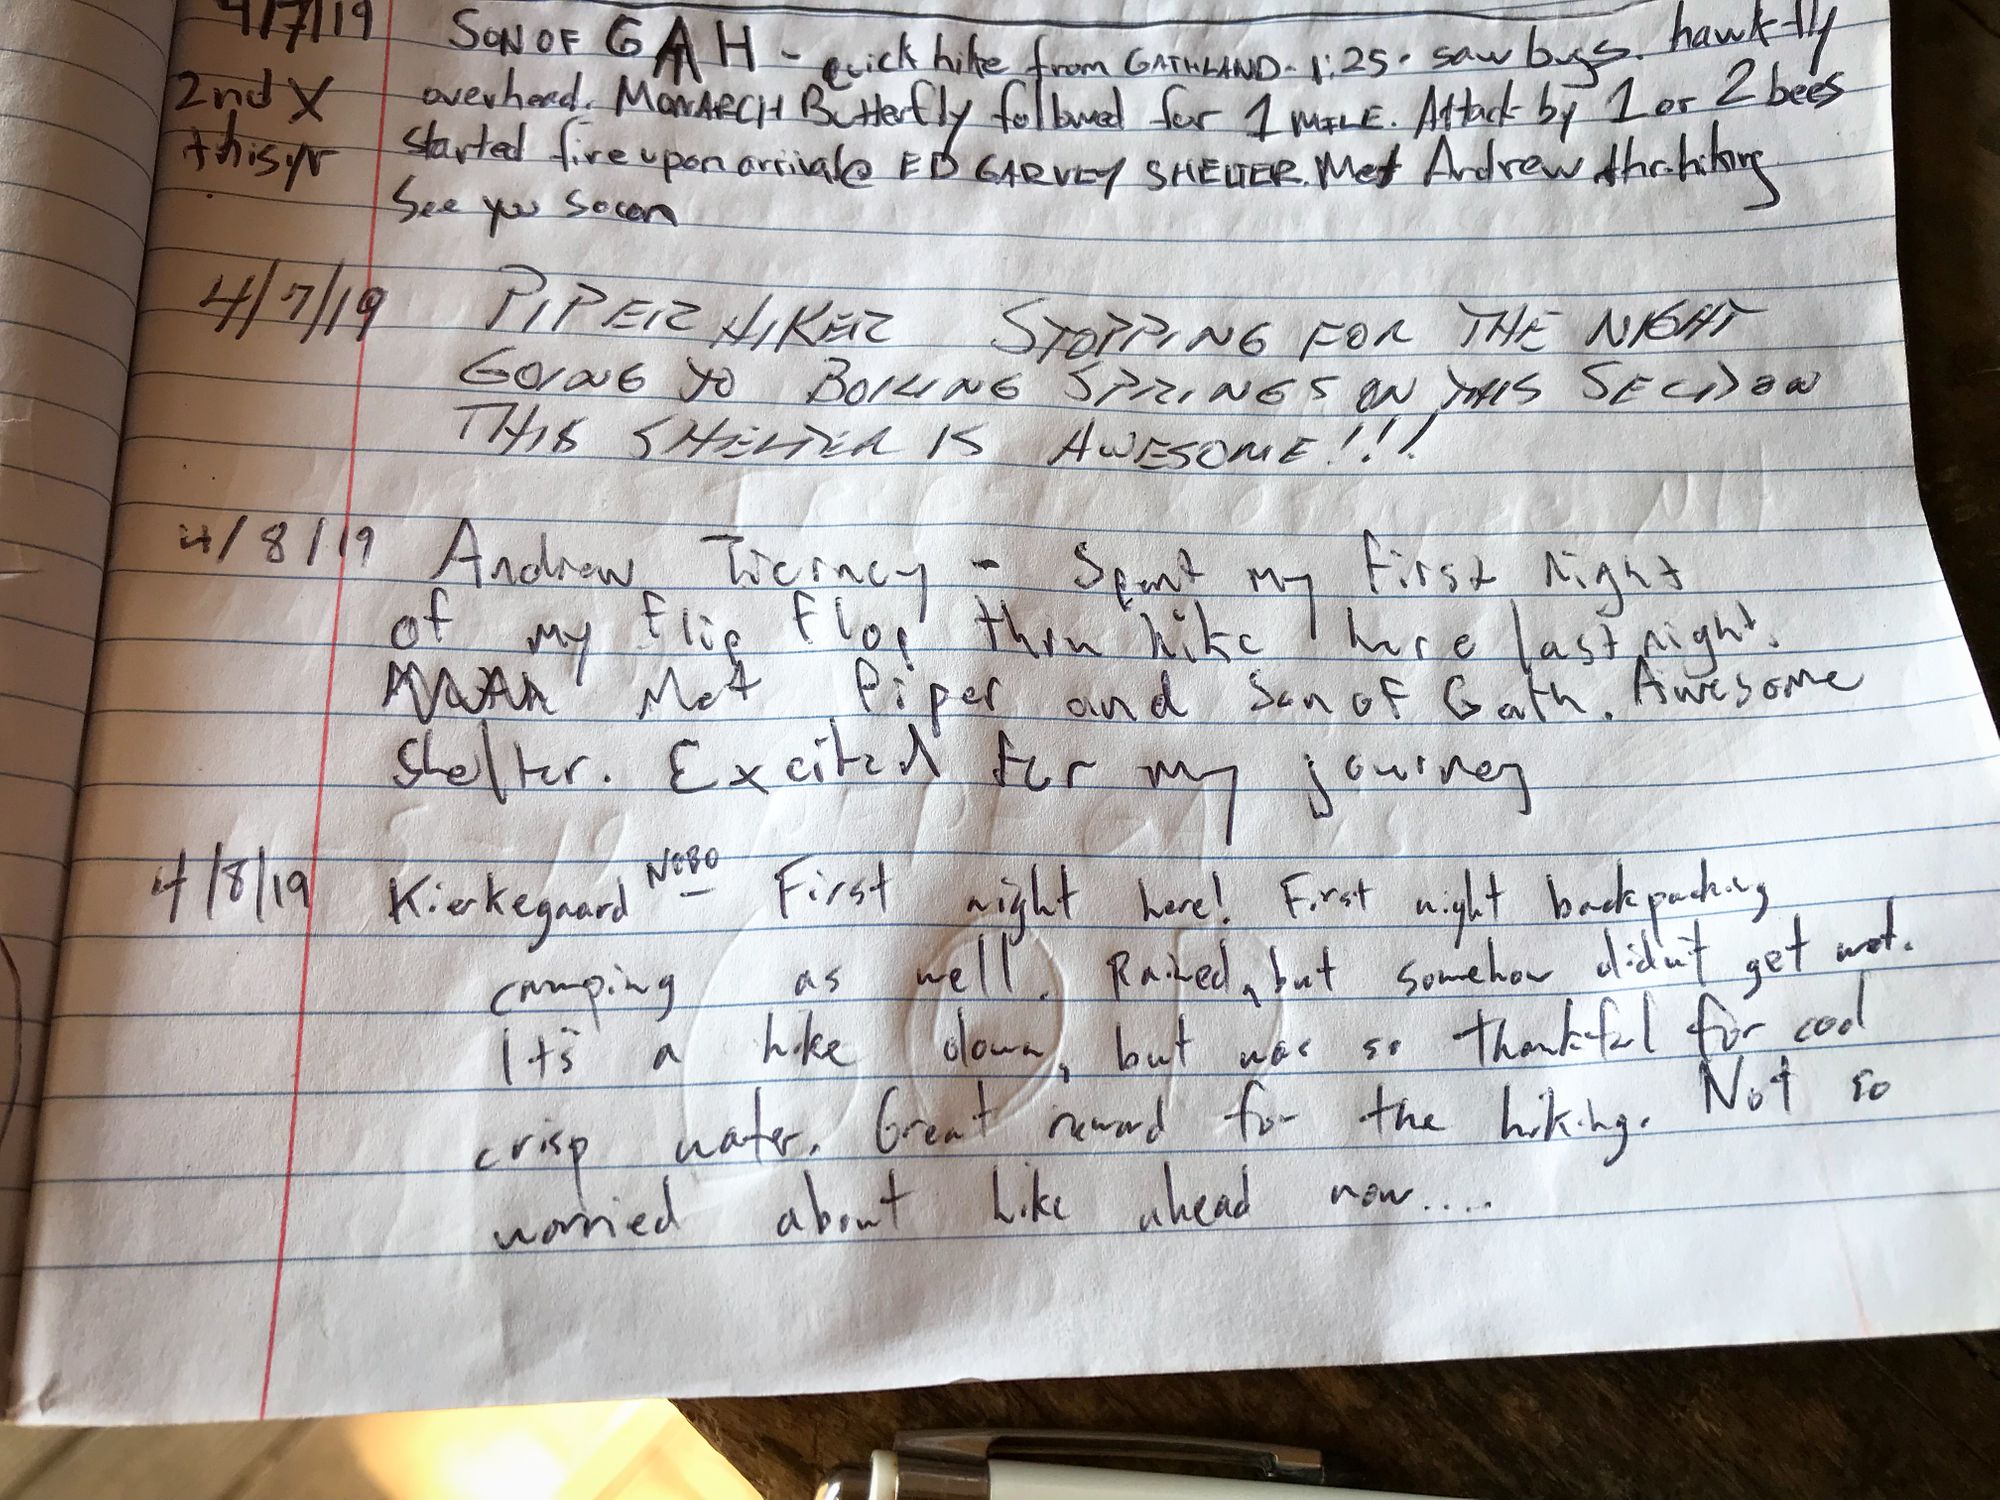 4/7/19 SON OF GAH - quick hike from GATHLAND - 1:25. saw bugs. hawk fly
2nd X overhead. MONARCH Butterfly followed for 1 MILE. Attack by 1 or 2 bees
this yr started fire upon arrival @ ED GARVEY SHELTER. Met Andrew thr.hiking
See you socon
4/7/19 PIPER HIKER STOPPING FOR THE NIGHT
GOING TO BOILING SPRINGS ON THIS SECTION
THIS SHELTER IS AWESOME!!!
4/8/19 Andrew Tierney - Spent my first night
of my flip flop thru hike here last night.
Met Piper and Son of Gath. Awesome
Shelter. Excited for my journey
4/8/19 Kierkegaard NOBO - First night here! First night backpacking
camping as well. Rained, but somehow didn't get wet.
It's a hike down, but was so thankful for cool
crisp water. Great reward for the hiking. Not so
worried about hike ahead now....